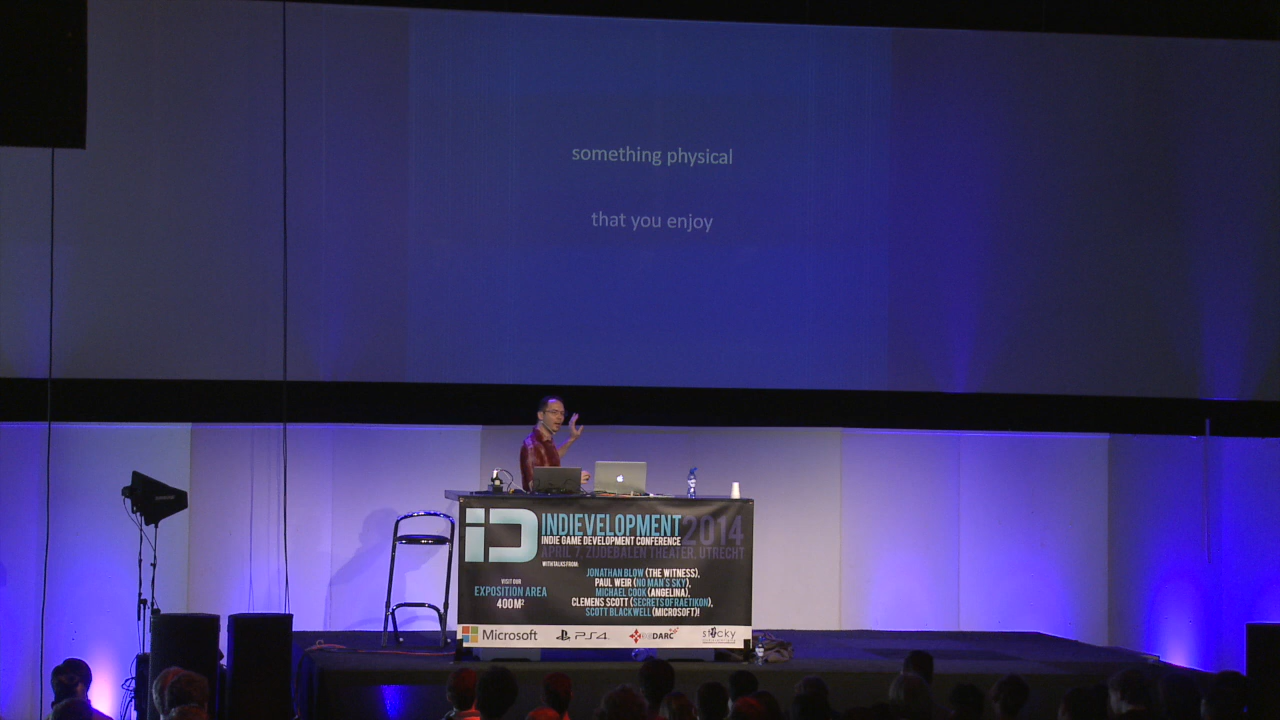 something physical
that you enjoy
iD
INDIEVELOPMENT 2014
INDIE GAME DEVELOPMENT CONFERENCE
APRIL 7, ZIJDEBALEN THEATER, UTRECHT
WITH TALKS FROM:
JONATHAN BLOW (THE WITNESS),
PAUL WEIR (NO MAN'S SKY),
MICHAEL COOK (ANGELINA),
CLEMENS SCOTT (SECRETS OF RAETIKON),
SCOTT BLACKWELL (MICROSOFT)!
VISIT OUR
EXPOSITION AREA
400M²
Microsoft PS4 sticky